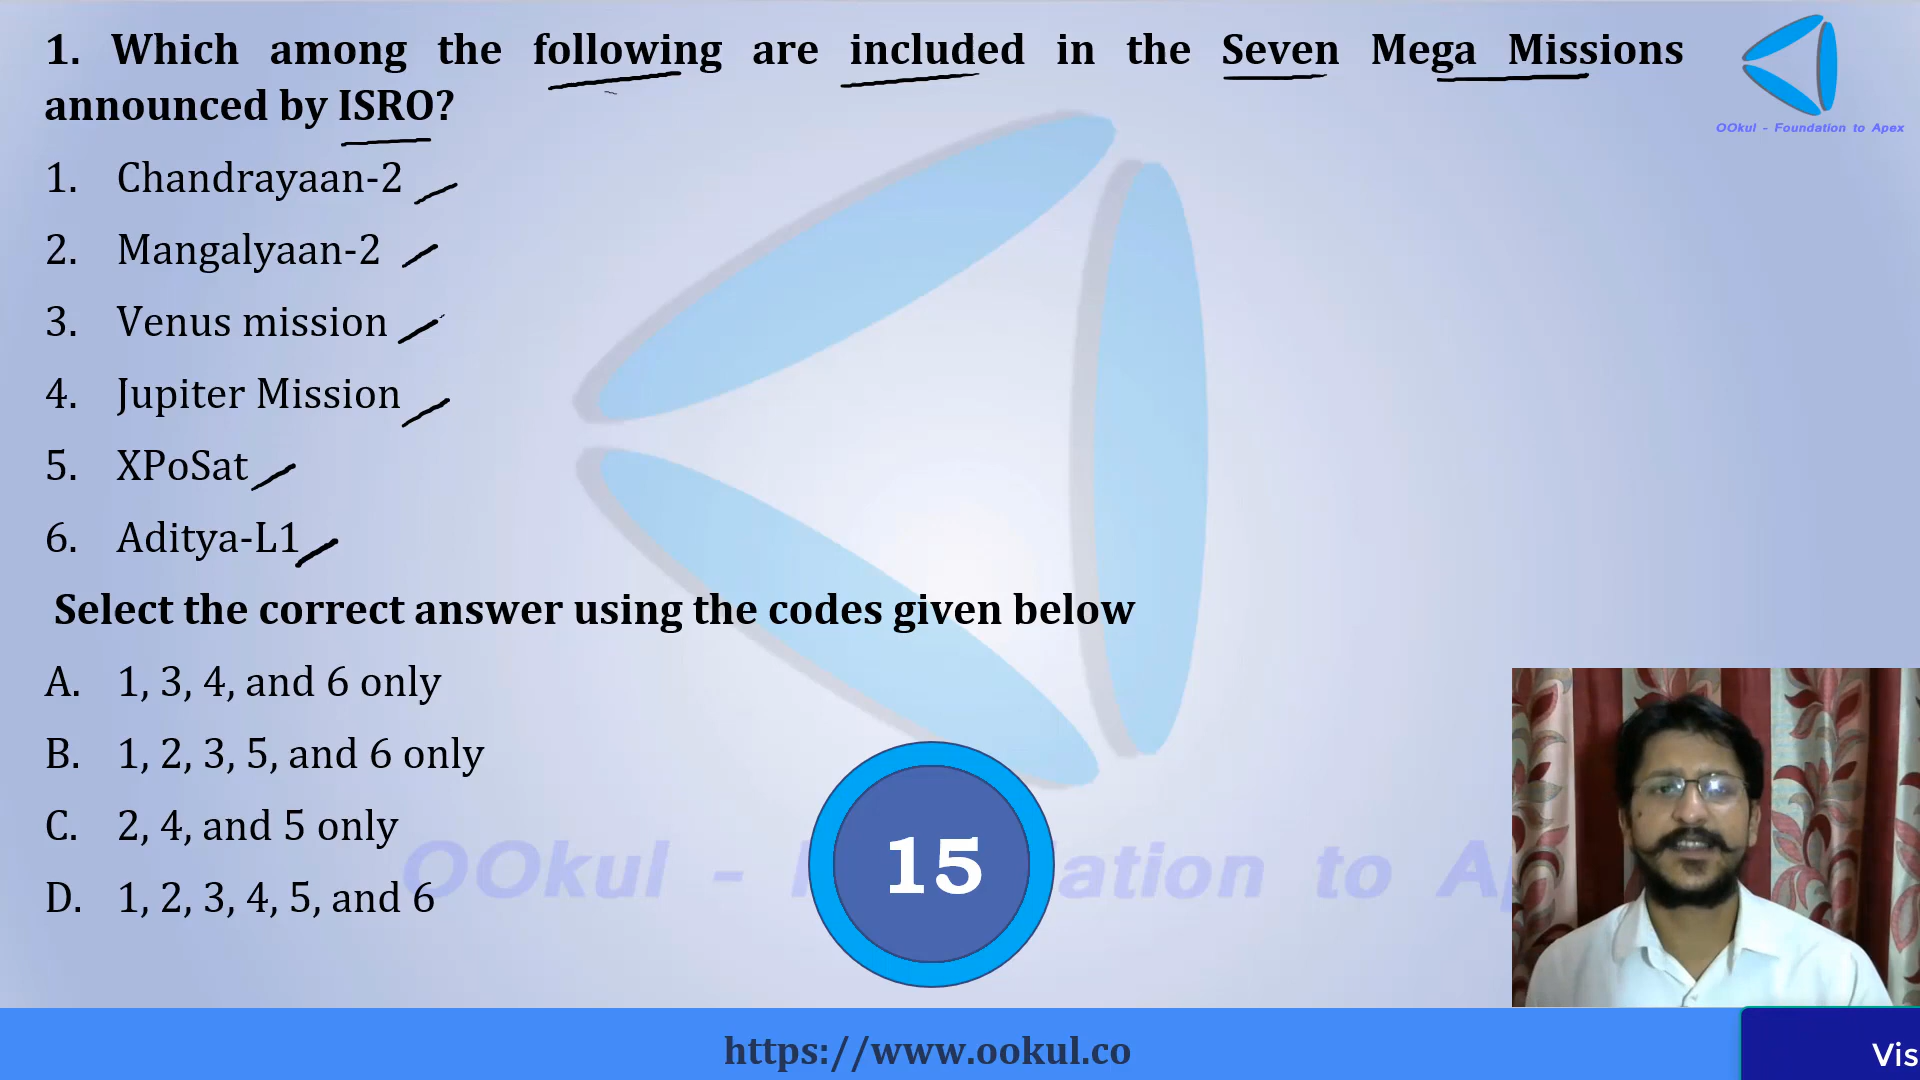 1. Which among the following are included in the Seven Mega Missions
announced by ISRO?
1. Chandrayaan-2
2. Mangalyaan-2
3. Venus mission
4. Jupiter Mission
5. XPoSat
6. Aditya-L1
Select the correct answer using the codes given below
A. 1, 3, 4, and 6 only
B. 1, 2, 3, 5, and 6 only
C. 2, 4, and 5 only
D. 1, 2, 3, 4, 5, and 6
15
OOkul - Foundation to Apex
https://www.ookul.co
Vis